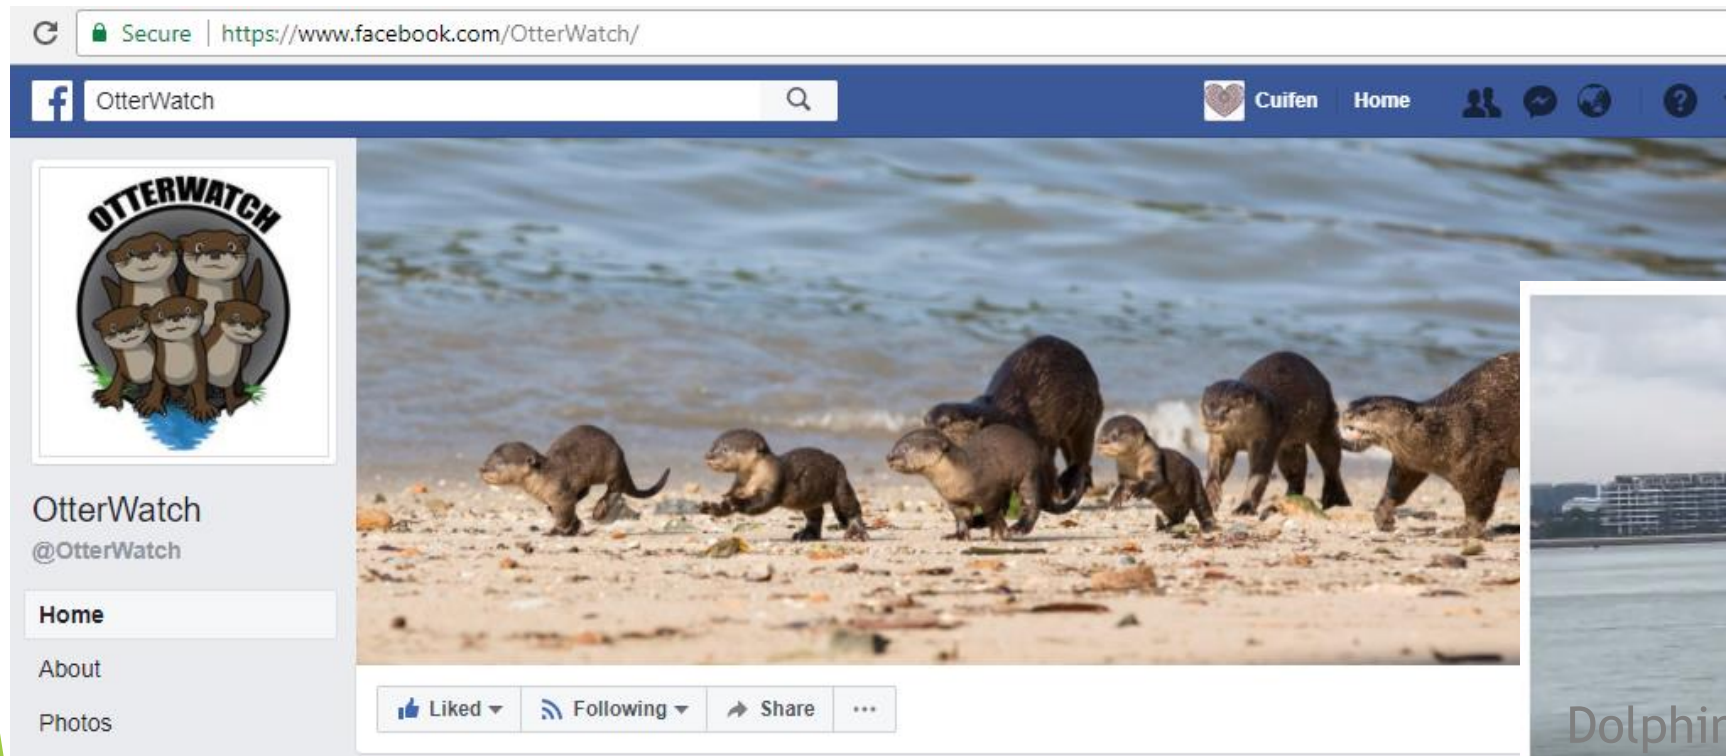 Secure | https://www.facebook.com/OtterWatch/
f OtterWatch Cuifen Home ?
OTTERWATCH
OtterWatch
@OtterWatch
Home
About
Photos
Liked Following Share ...